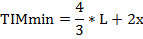 TIMmin = 4/3 * L + 2x